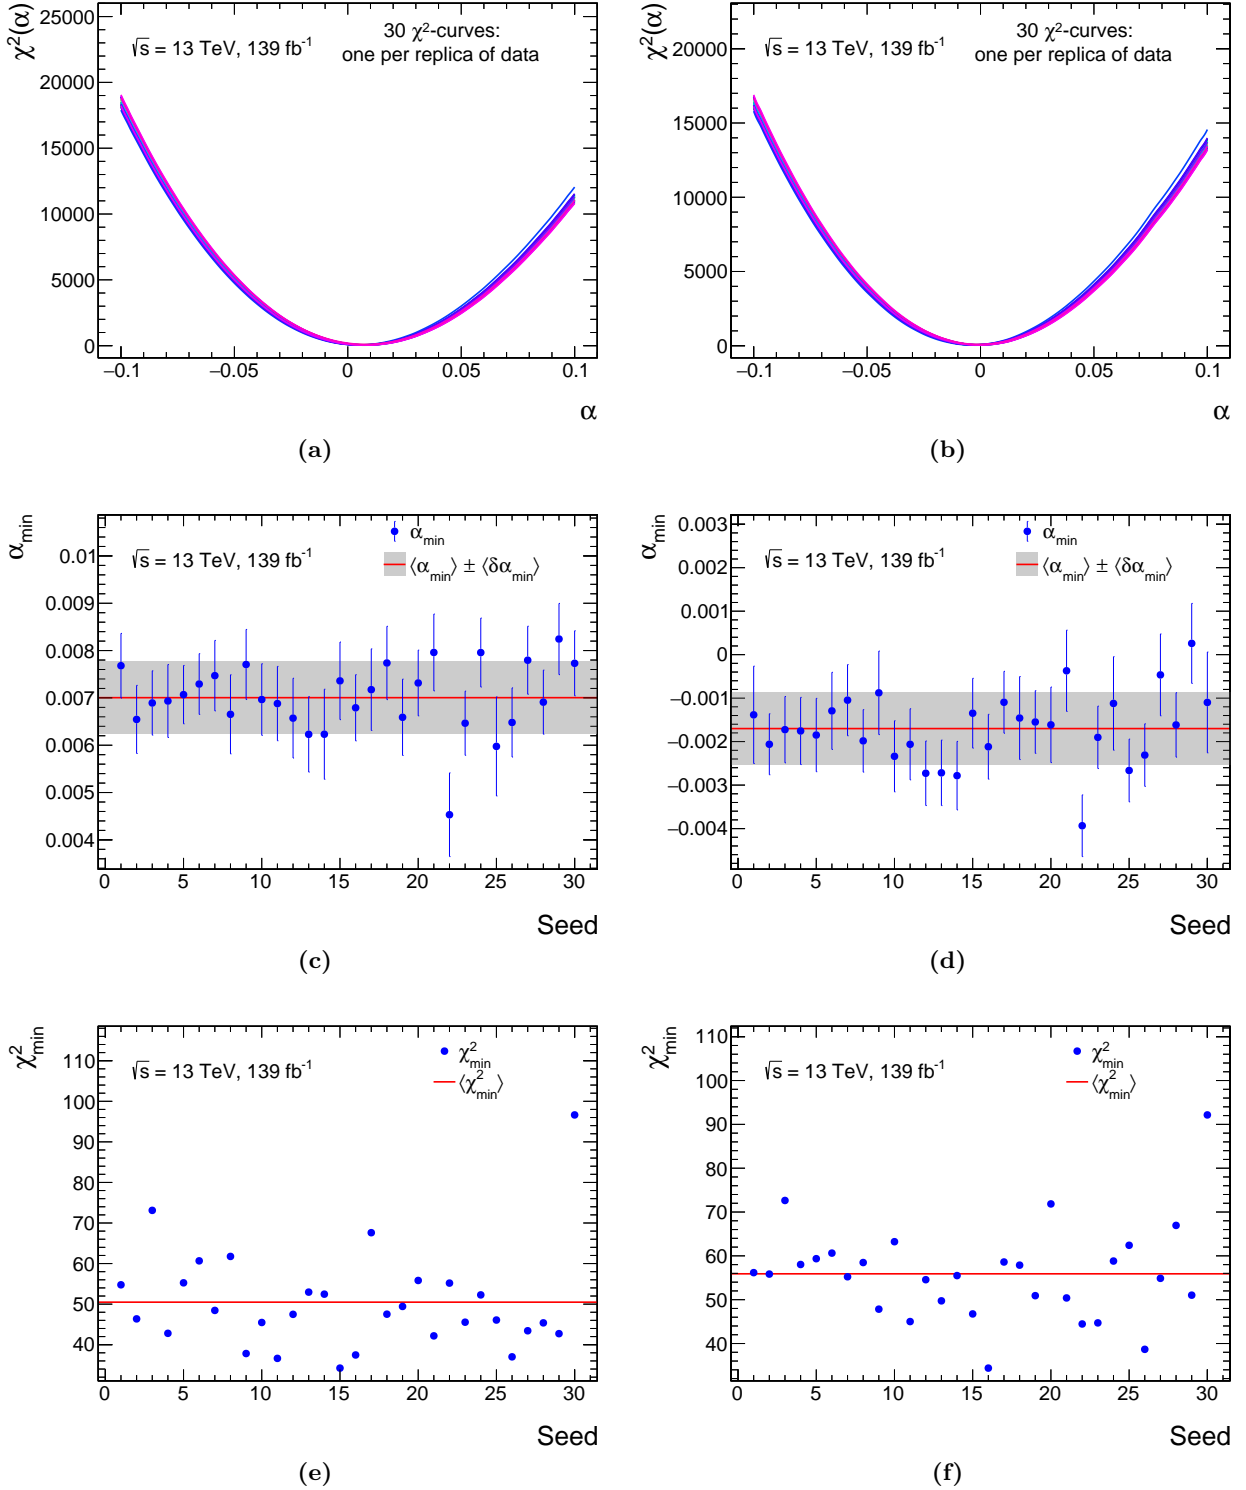 χ²(α)
25000
20000
15000
10000
5000
0
√s = 13 TeV, 139 fb⁻¹
30 χ²-curves:
one per replica of data
−0.1 −0.05 0 0.05 0.1
α
(a)
χ²(α)
20000
15000
10000
5000
0
√s = 13 TeV, 139 fb⁻¹
30 χ²-curves:
one per replica of data
−0.1 −0.05 0 0.05 0.1
α
(b)
α_min
0.01
0.009
0.008
0.007
0.006
0.005
0.004
√s = 13 TeV, 139 fb⁻¹
α_min
⟨α_min⟩ ± ⟨δα_min⟩
0 5 10 15 20 25 30
Seed
(c)
α_min
0.003
0.002
0.001
0
−0.001
−0.002
−0.003
−0.004
√s = 13 TeV, 139 fb⁻¹
α_min
⟨α_min⟩ ± ⟨δα_min⟩
0 5 10 15 20 25 30
Seed
(d)
χ²_min
110
100
90
80
70
60
50
40
√s = 13 TeV, 139 fb⁻¹
χ²_min
⟨χ²_min⟩
0 5 10 15 20 25 30
Seed
(e)
χ²_min
110
100
90
80
70
60
50
40
√s = 13 TeV, 139 fb⁻¹
χ²_min
⟨χ²_min⟩
0 5 10 15 20 25 30
Seed
(f)